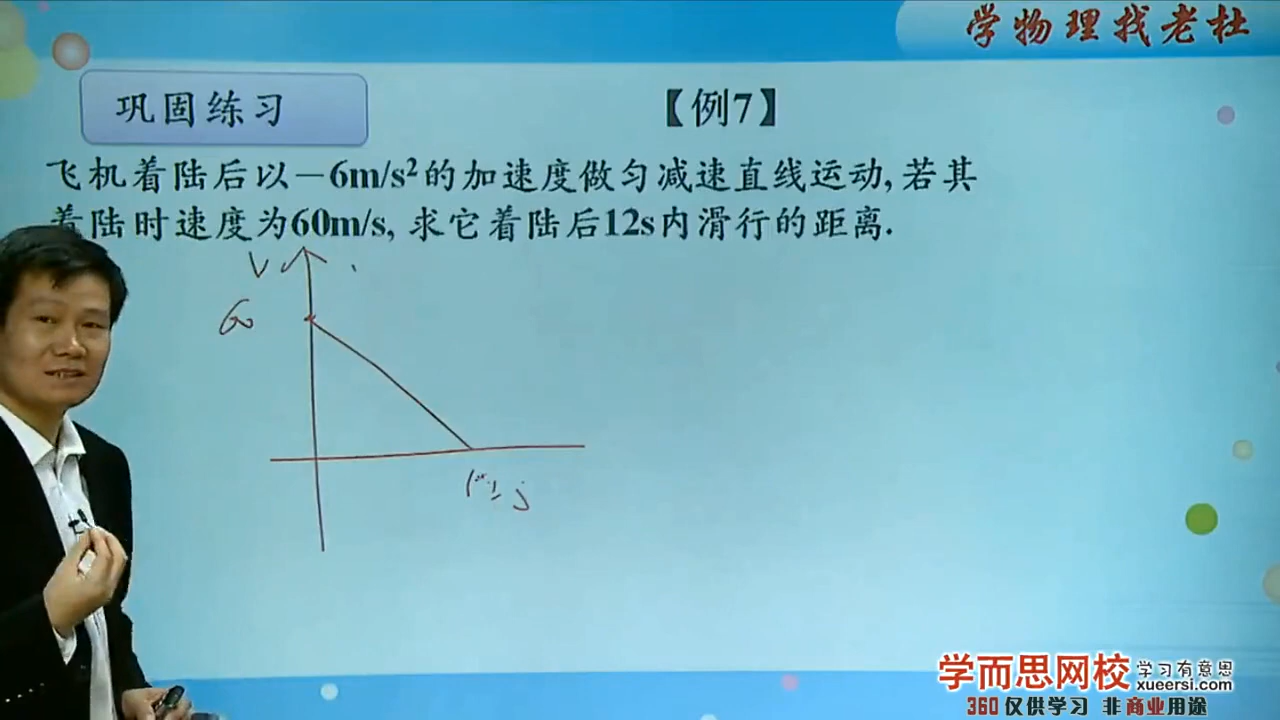 学物理找老杜
巩固练习
【例7】
飞机着陆后以－6m/s²的加速度做匀减速直线运动,若其
着陆时速度为60m/s, 求它着陆后12s内滑行的距离.
V
60
学而思网校 学习有意思
xueersi.com
360仅供学习 非商业用途